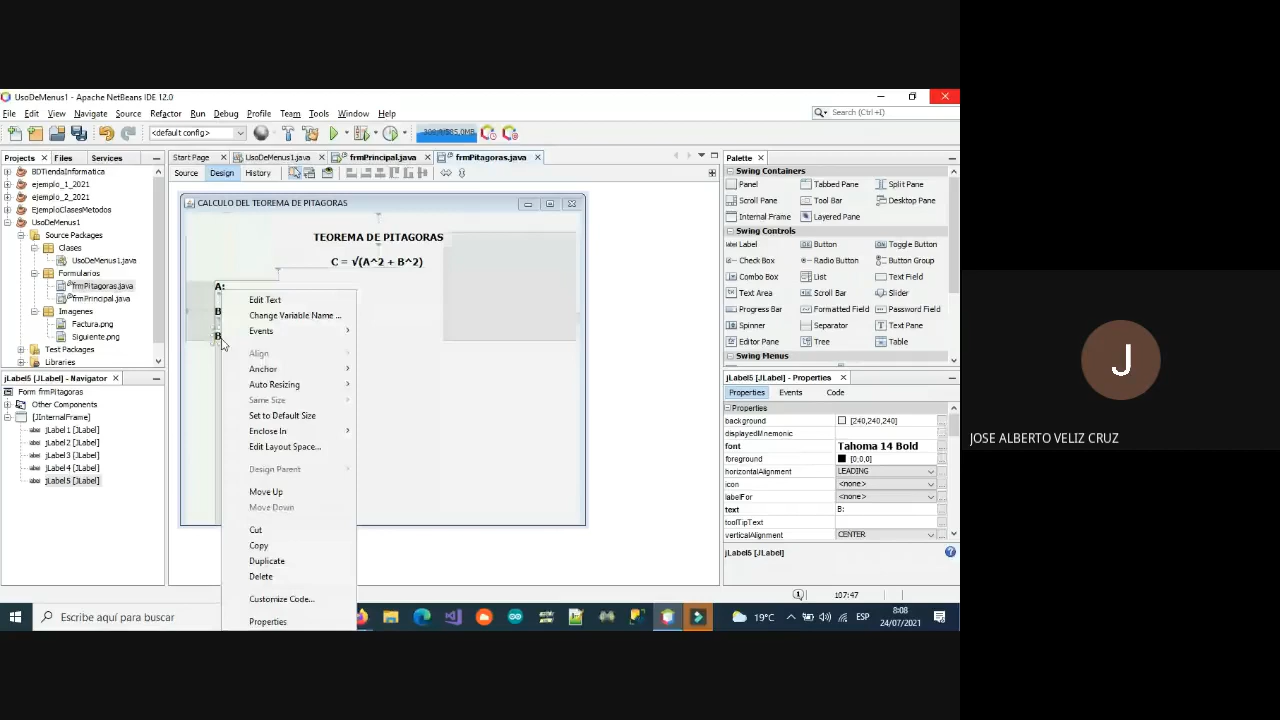 UsoDeMenus1 - Apache NetBeans IDE 12.0
File Edit View Navigate Source Refactor Run Debug Profile Team Tools Window Help
Search (Ctrl+I)
<default config>
Projects Files Services
Start Page UsoDeMenus1.java frmPrincipal.java frmPitagoras.java
Source Design History
BDTiendaInformatica
ejemplo_1_2021
ejemplo_2_2021
EjemploClasesMetodos
UsoDeMenus1
Source Packages
Clases
UsoDeMenus1.java
Formularios
frmPitagoras.java
frmPrincipal.java
Imagenes
Factura.png
Siguiente.png
Test Packages
Libraries
jLabel5 [JLabel] - Navigator
Form frmPitagoras
Other Components
[JInternalFrame]
jLabel1 [JLabel]
jLabel2 [JLabel]
jLabel3 [JLabel]
jLabel4 [JLabel]
jLabel5 [JLabel]
CALCULO DEL TEOREMA DE PITAGORAS
TEOREMA DE PITAGORAS
C = √(A^2 + B^2)
A:
B
B
Edit Text
Change Variable Name ...
Events
Align
Anchor
Auto Resizing
Same Size
Set to Default Size
Enclose In
Edit Layout Space...
Design Parent
Move Up
Move Down
Cut
Copy
Duplicate
Delete
Customize Code...
Properties
Palette
Swing Containers
Panel Tabbed Pane Split Pane
Scroll Pane Tool Bar Desktop Pane
Internal Frame Layered Pane
Swing Controls
Label Button Toggle Button
Check Box Radio Button Button Group
Combo Box List Text Field
Text Area Scroll Bar Slider
Progress Bar Formatted Field Password Field
Spinner Separator Text Pane
Editor Pane Tree Table
Swing Menus
jLabel5 [JLabel] - Properties
Properties Events Code
Properties
background [240,240,240]
displayedMnemonic
font Tahoma 14 Bold
foreground [0,0,0]
horizontalAlignment LEADING
icon <none>
labelFor <none>
text B:
toolTipText
verticalAlignment CENTER
jLabel5 [JLabel]
107:47
Escribe aquí para buscar
19°C
ESP
8:08
24/07/2021
J
JOSE ALBERTO VELIZ CRUZ